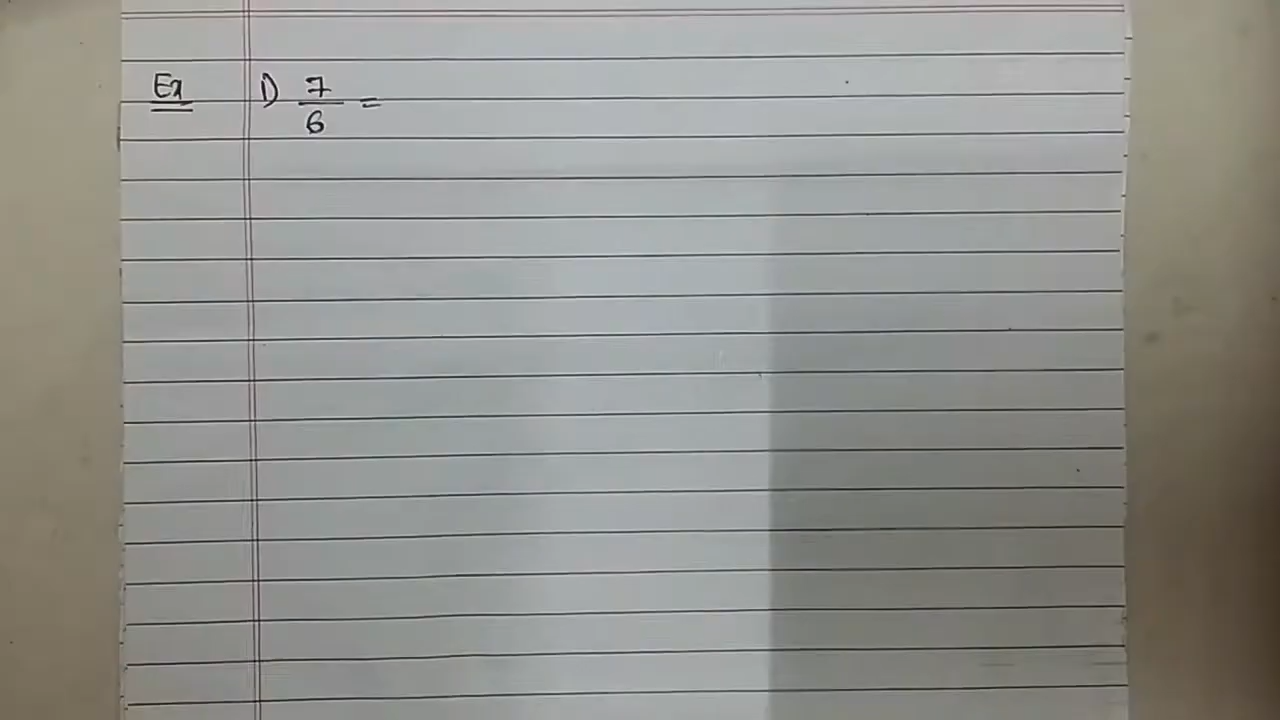 Ex 1) 7/6 =